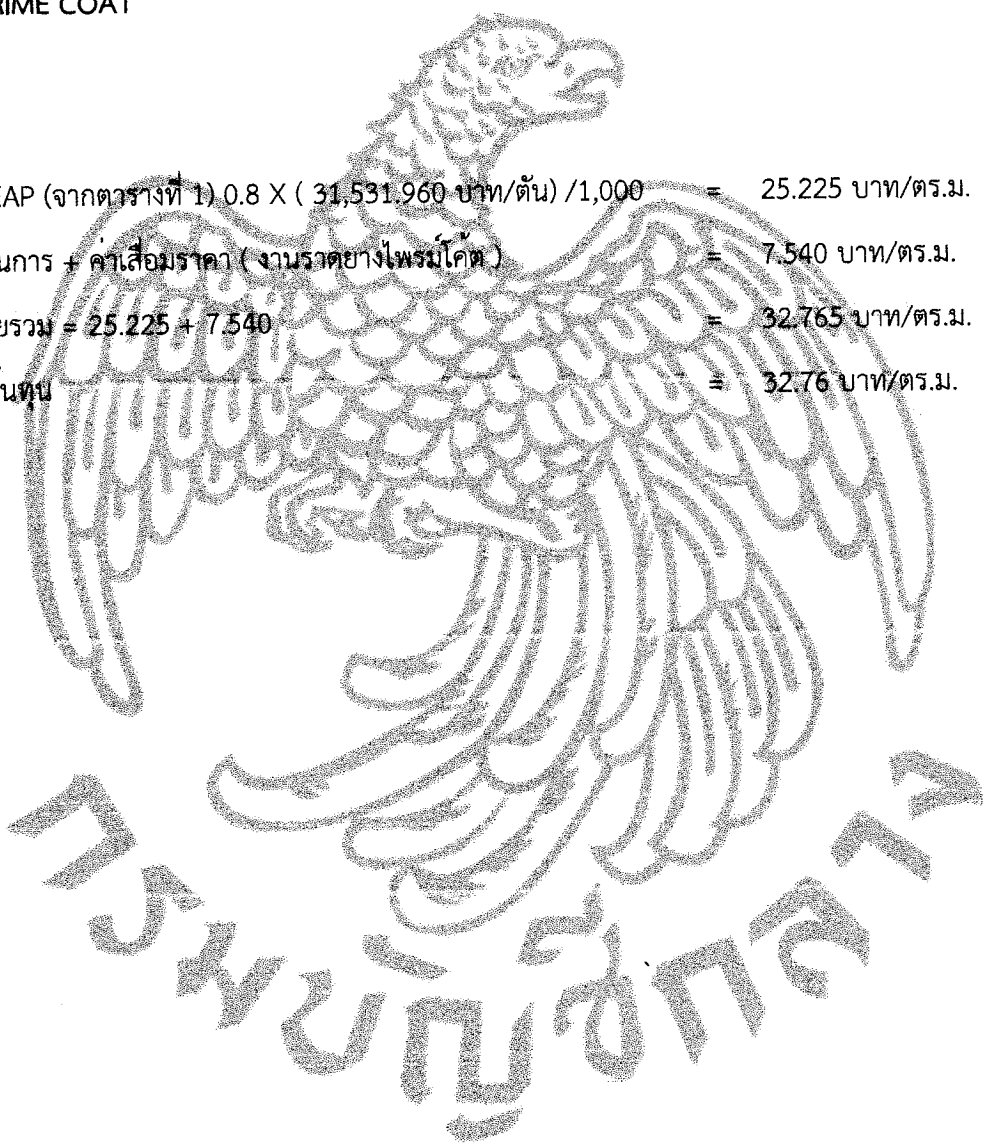 RIME COAT
EAP (จากตารางที่ 1) 0.8 X ( 31,531.960 บาท/ตัน) /1,000 = 25.225 บาท/ตร.ม.
นการ + ค่าเสื่อมราคา ( งานราดยางไพรม์โค้ต ) = 7.540 บาท/ตร.ม.
ยรวม = 25.225 + 7.540 = 32.765 บาท/ตร.ม.
นทุน = 32.76 บาท/ตร.ม.
กรมบัญชีกลาง